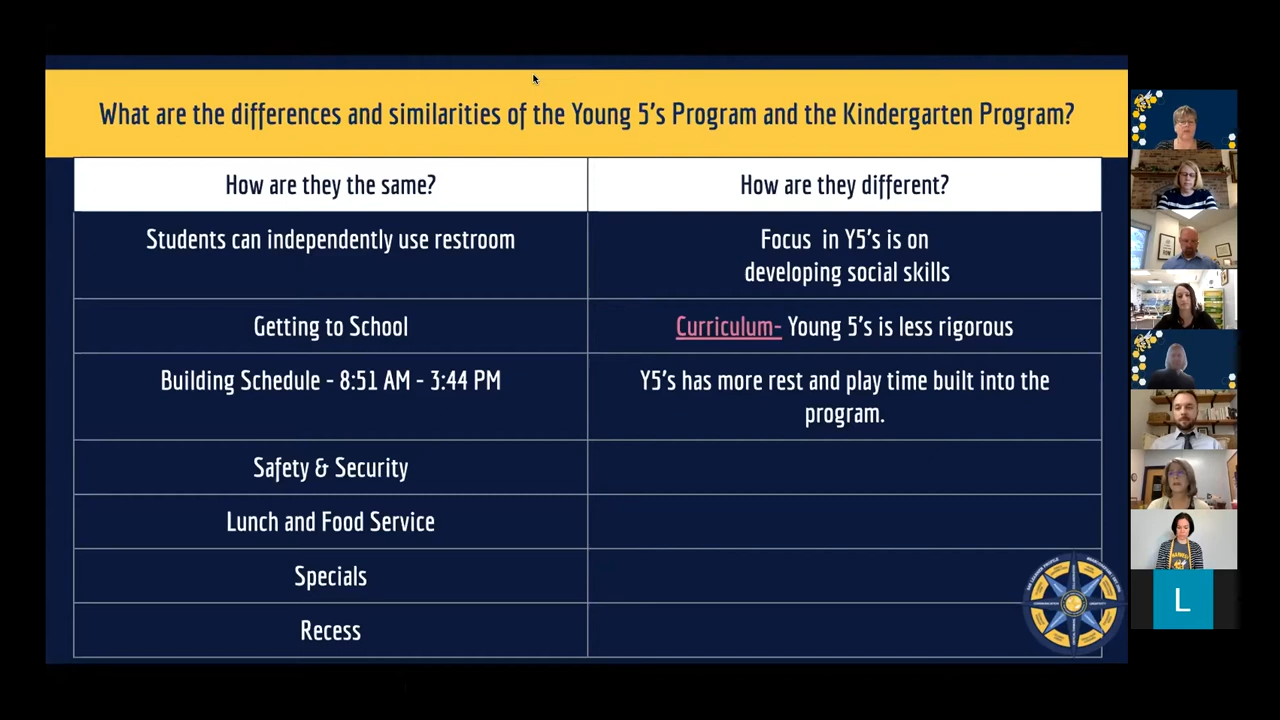 What are the differences and similarities of the Young 5's Program and the Kindergarten Program?
How are they the same?
How are they different?
Students can independently use restroom
Focus in Y5's is on
developing social skills
Getting to School
Curriculum- Young 5's is less rigorous
Building Schedule - 8:51 AM - 3:44 PM
Y5's has more rest and play time built into the
program.
Safety & Security
Lunch and Food Service
Specials
Recess
L